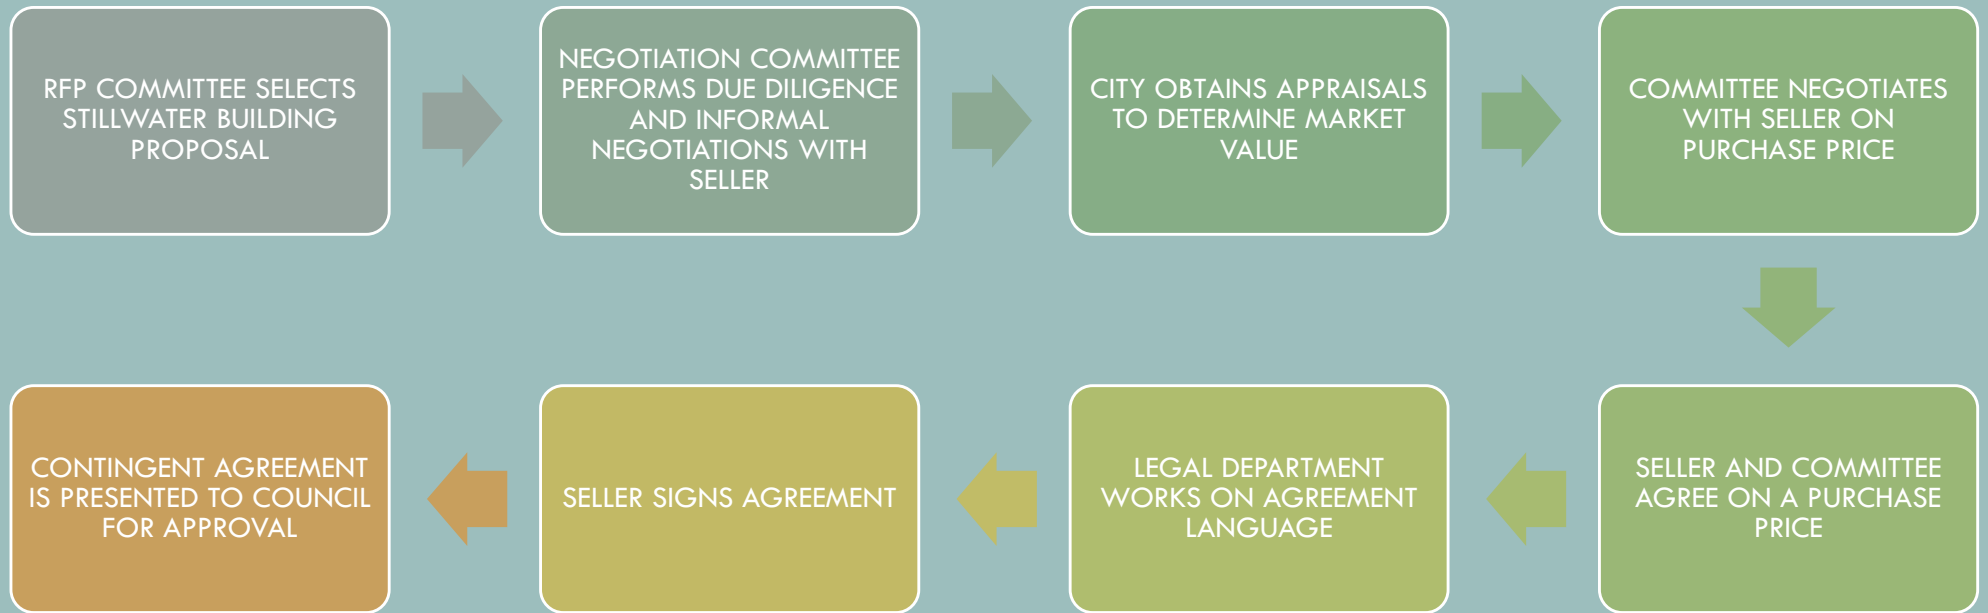 RFP COMMITTEE SELECTS
STILLWATER BUILDING
PROPOSAL
NEGOTIATION COMMITTEE
PERFORMS DUE DILIGENCE
AND INFORMAL
NEGOTIATIONS WITH
SELLER
CITY OBTAINS APPRAISALS
TO DETERMINE MARKET
VALUE
COMMITTEE NEGOTIATES
WITH SELLER ON
PURCHASE PRICE
SELLER AND COMMITTEE
AGREE ON A PURCHASE
PRICE
LEGAL DEPARTMENT
WORKS ON AGREEMENT
LANGUAGE
SELLER SIGNS AGREEMENT
CONTINGENT AGREEMENT
IS PRESENTED TO COUNCIL
FOR APPROVAL